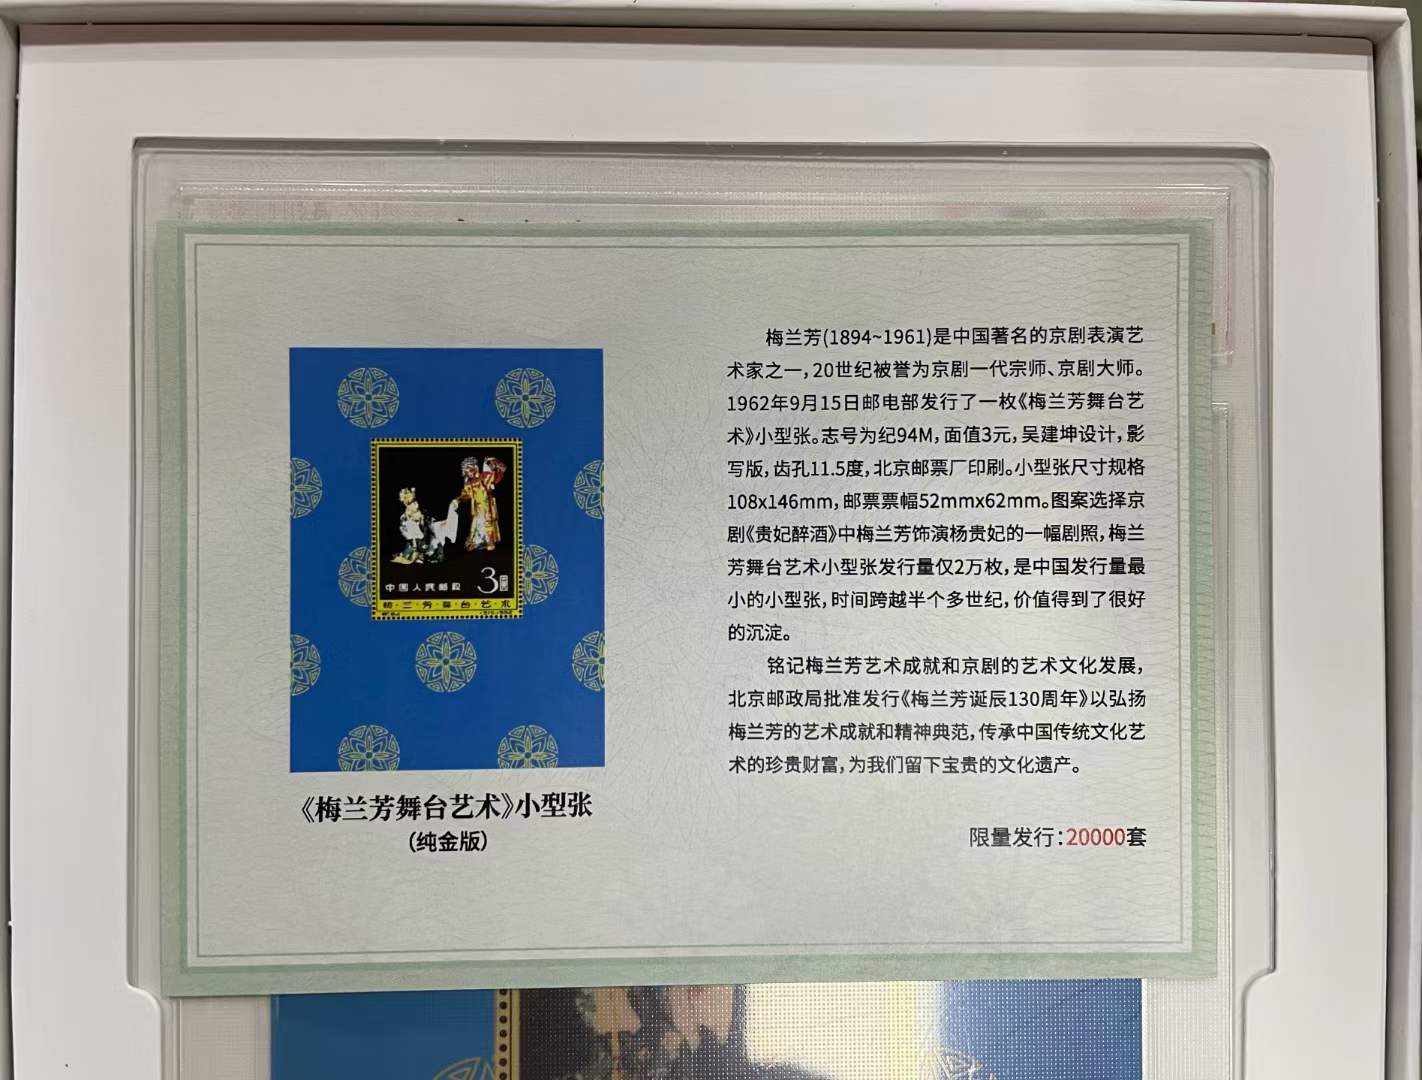 中国人民邮政
3
梅·兰·芳·舞·台·艺·术
《梅兰芳舞台艺术》小型张
(纯金版)
梅兰芳(1894~1961)是中国著名的京剧表演艺
术家之一,20世纪被誉为京剧一代宗师、京剧大师。
1962年9月15日邮电部发行了一枚《梅兰芳舞台艺
术》小型张。志号为纪94M,面值3元,吴建坤设计,影
写版,齿孔11.5度,北京邮票厂印刷。小型张尺寸规格
108x146mm,邮票票幅52mmx62mm。图案选择京
剧《贵妃醉酒》中梅兰芳饰演杨贵妃的一幅剧照,梅兰
芳舞台艺术小型张发行量仅2万枚,是中国发行量最
小的小型张,时间跨越半个多世纪,价值得到了很好
的沉淀。
铭记梅兰芳艺术成就和京剧的艺术文化发展,
北京邮政局批准发行《梅兰芳诞辰130周年》以弘扬
梅兰芳的艺术成就和精神典范,传承中国传统文化艺
术的珍贵财富,为我们留下宝贵的文化遗产。
限量发行:20000套